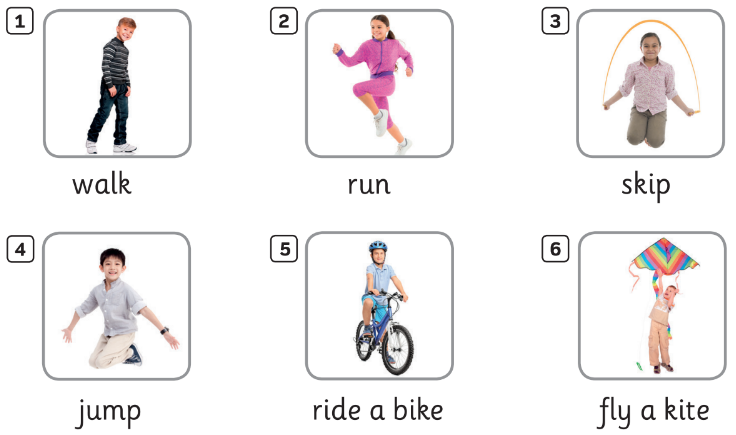 1
2
3
walk
run
skip
4
5
6
jump
ride a bike
fly a kite